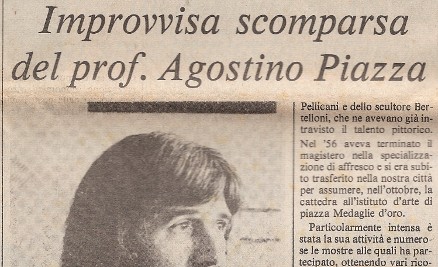 Improvvisa scomparsa
del prof. Agostino Piazza
Pellicani e dello scultore Ber-
telloni, che ne avevano già in-
travisto il talento pittorico.
Nel '56 aveva terminato il
magistero nella specializza-
zione di affresco e si era subi-
to trasferito nella nostra città
per assumere, nell'ottobre, la
cattedra all'istituto d'arte di
piazza Medaglie d'oro.
Particolarmente intensa è
stata la sua attività e numero-
se le mostre alle quali ha par-
tecipato, ottenendo vari rico-